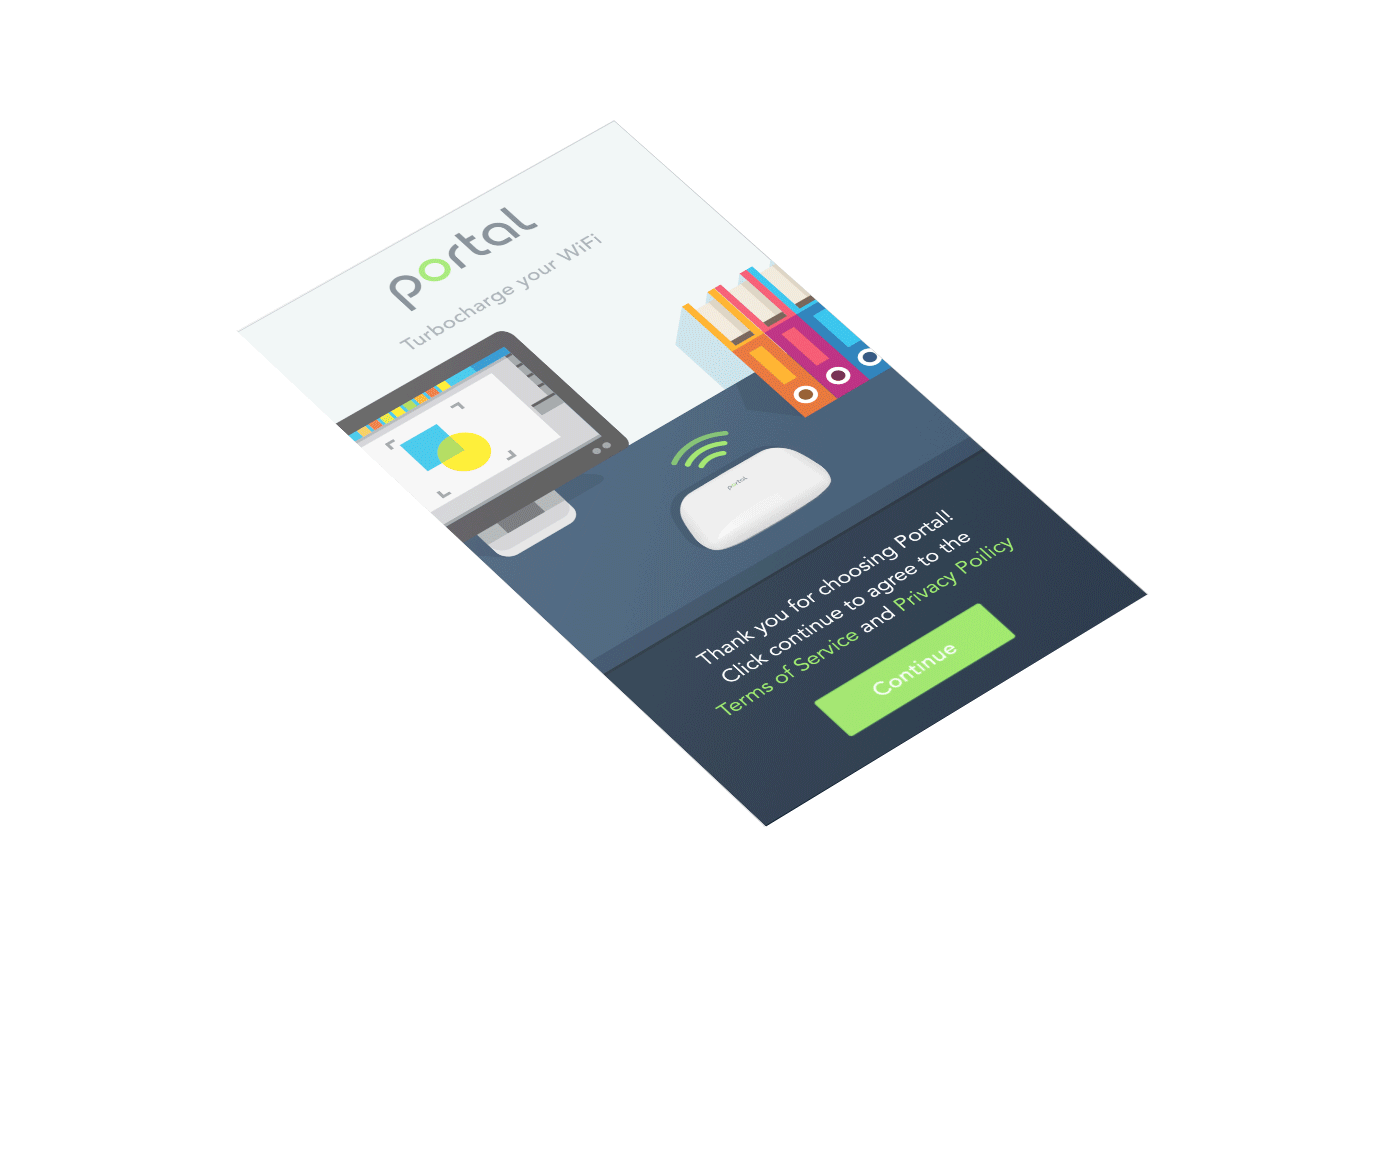 portal
Turbocharge your WiFi
portal
Thank you for choosing Portal!
Click continue to agree to the
Terms of Service and Privacy Poilicy
Continue